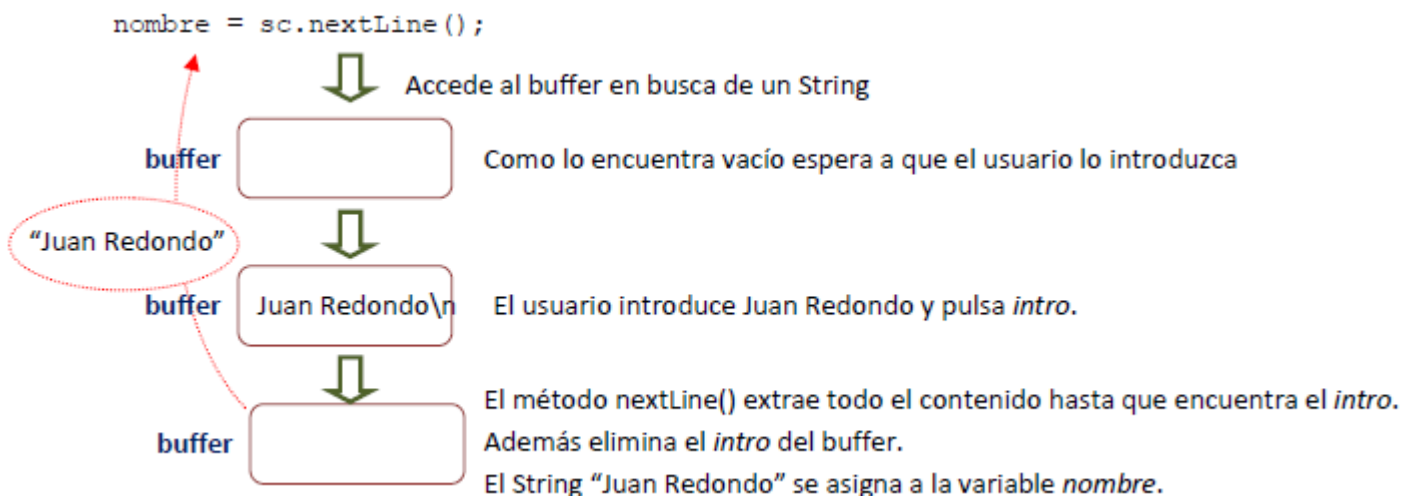 nombre = sc.nextLine();
Accede al buffer en busca de un String
buffer
Como lo encuentra vacío espera a que el usuario lo introduzca
“Juan Redondo”
buffer
Juan Redondo\n
El usuario introduce Juan Redondo y pulsa intro.
El método nextLine() extrae todo el contenido hasta que encuentra el intro.
buffer
Además elimina el intro del buffer.
El String “Juan Redondo” se asigna a la variable nombre.